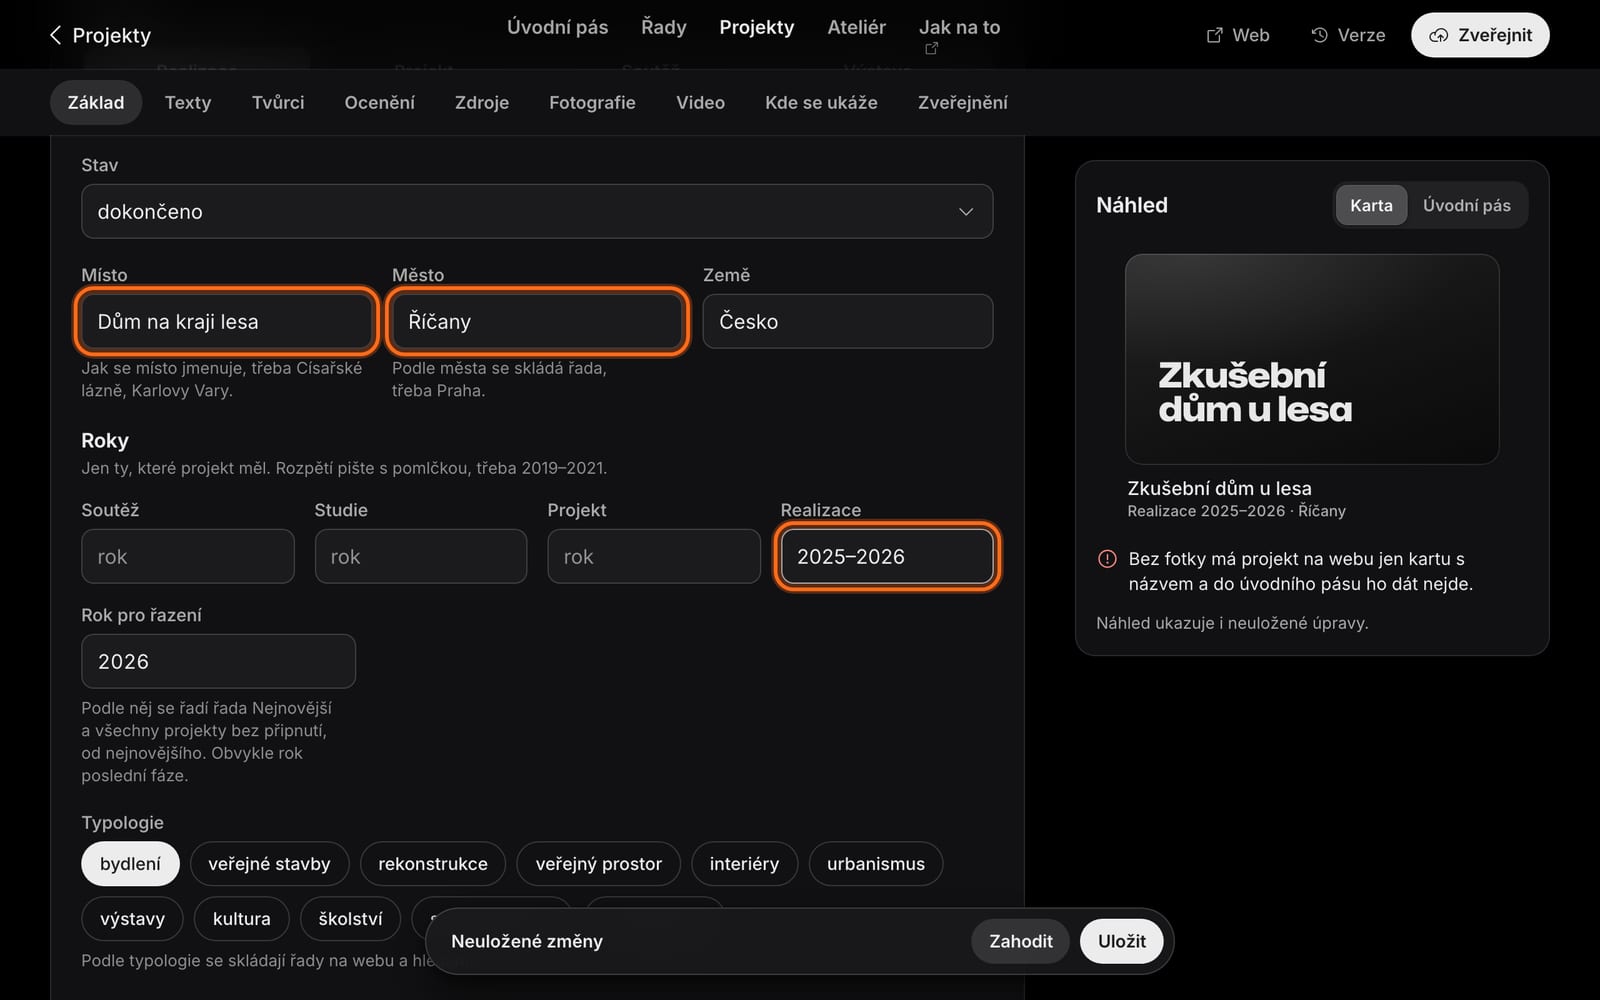 Projekty
Úvodní pás
Řady
Projekty
Ateliér
Jak na to
Web
Verze
Zveřejnit
Základ
Texty
Tvůrci
Ocenění
Zdroje
Fotografie
Video
Kde se ukáže
Zveřejnění
Stav
dokončeno
Místo
Město
Země
Dům na kraji lesa
Říčany
Česko
Jak se místo jmenuje, třeba Císařské
lázně, Karlovy Vary.
Podle města se skládá řada,
třeba Praha.
Roky
Jen ty, které projekt měl. Rozpětí pište s pomlčkou, třeba 2019–2021.
Soutěž
Studie
Projekt
Realizace
rok
rok
rok
2025–2026
Rok pro řazení
2026
Podle něj se řadí řada Nejnovější
a všechny projekty bez připnutí,
od nejnovějšího. Obvykle rok
poslední fáze.
Typologie
bydlení
veřejné stavby
rekonstrukce
veřejný prostor
interiéry
urbanismus
výstavy
kultura
školství
Podle typologie se skládají řady na webu a
Neuložené změny
Zahodit
Uložit
Náhled
Karta
Úvodní pás
Zkušební
dům u lesa
Zkušební dům u lesa
Realizace 2025–2026 · Říčany
Bez fotky má projekt na webu jen kartu s
názvem a do úvodního pásu ho dát nejde.
Náhled ukazuje i neuložené úpravy.